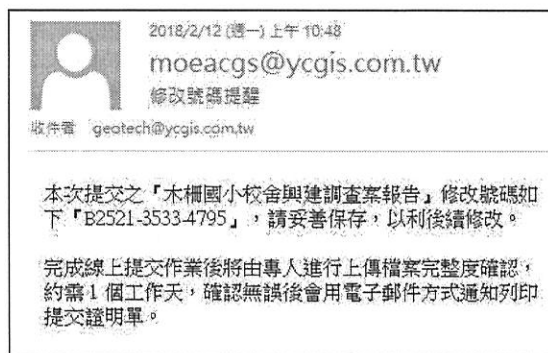 2018/2/12 (週一) 上午 10:48
moeacgs@ycgis.com.tw
修改號碼提醒
收件者 geotech@ycgis.com.tw
本次提交之『木柵國小校舍興建調查案報告』修改號碼如
下『B2521-3533-4795』，請妥善保存，以利後續修改。
完成線上提交作業後將由專人進行上傳檔案完整度確認，
約需 1 個工作天，確認無誤後會用電子郵件方式通知列印
提交證明單。